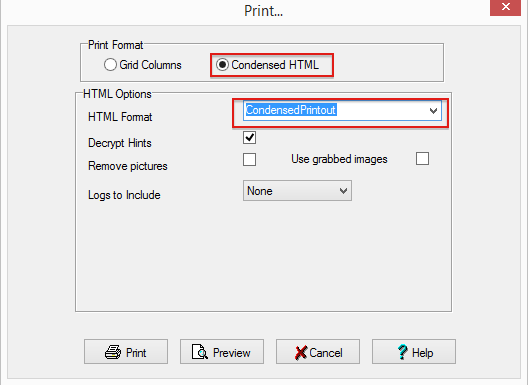 Print...
Print Format
Grid Columns
Condensed HTML
HTML Options
HTML Format
CondensedPrintout
Decrypt Hints
Remove pictures
Use grabbed images
Logs to Include
None
Print
Preview
Cancel
Help